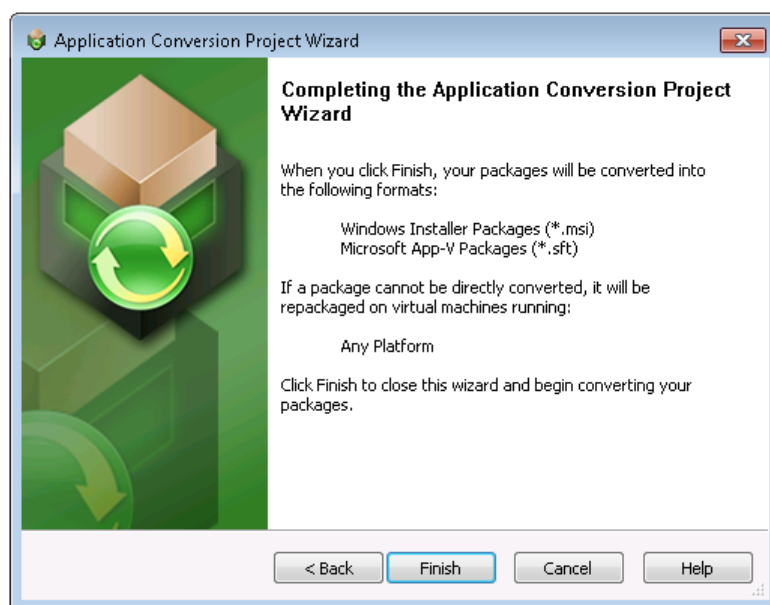 Application Conversion Project Wizard
Completing the Application Conversion Project
Wizard
When you click Finish, your packages will be converted into
the following formats:
Windows Installer Packages (*.msi)
Microsoft App-V Packages (*.sft)
If a package cannot be directly converted, it will be
repackaged on virtual machines running:
Any Platform
Click Finish to close this wizard and begin converting your
packages.
< Back Finish Cancel Help